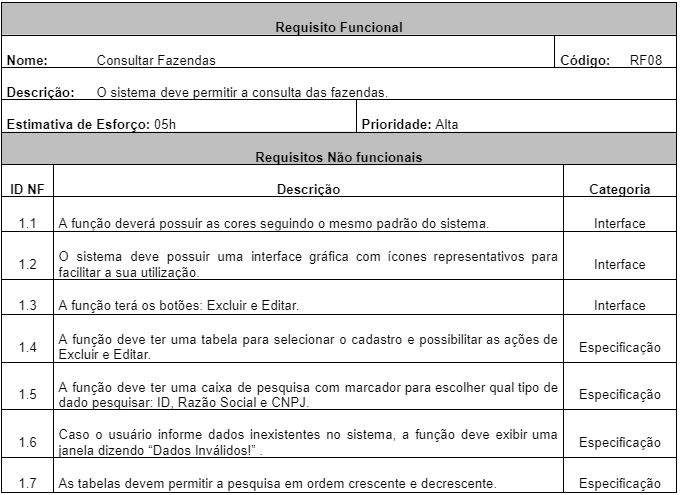 Requisito Funcional
Nome: Consultar Fazendas Código: RF08
Descrição: O sistema deve permitir a consulta das fazendas.
Estimativa de Esforço: 05h Prioridade: Alta
Requisitos Não funcionais
ID NF Descrição Categoria
1.1 A função deverá possuir as cores seguindo o mesmo padrão do sistema. Interface
1.2 O sistema deve possuir uma interface gráfica com ícones representativos para
facilitar a sua utilização. Interface
1.3 A função terá os botões: Excluir e Editar. Interface
1.4 A função deve ter uma tabela para selecionar o cadastro e possibilitar as ações de
Excluir e Editar. Especificação
1.5 A função deve ter uma caixa de pesquisa com marcador para escolher qual tipo de
dado pesquisar: ID, Razão Social e CNPJ. Especificação
1.6 Caso o usuário informe dados inexistentes no sistema, a função deve exibir uma
janela dizendo “Dados Inválidos!” . Especificação
1.7 As tabelas devem permitir a pesquisa em ordem crescente e decrescente. Especificação